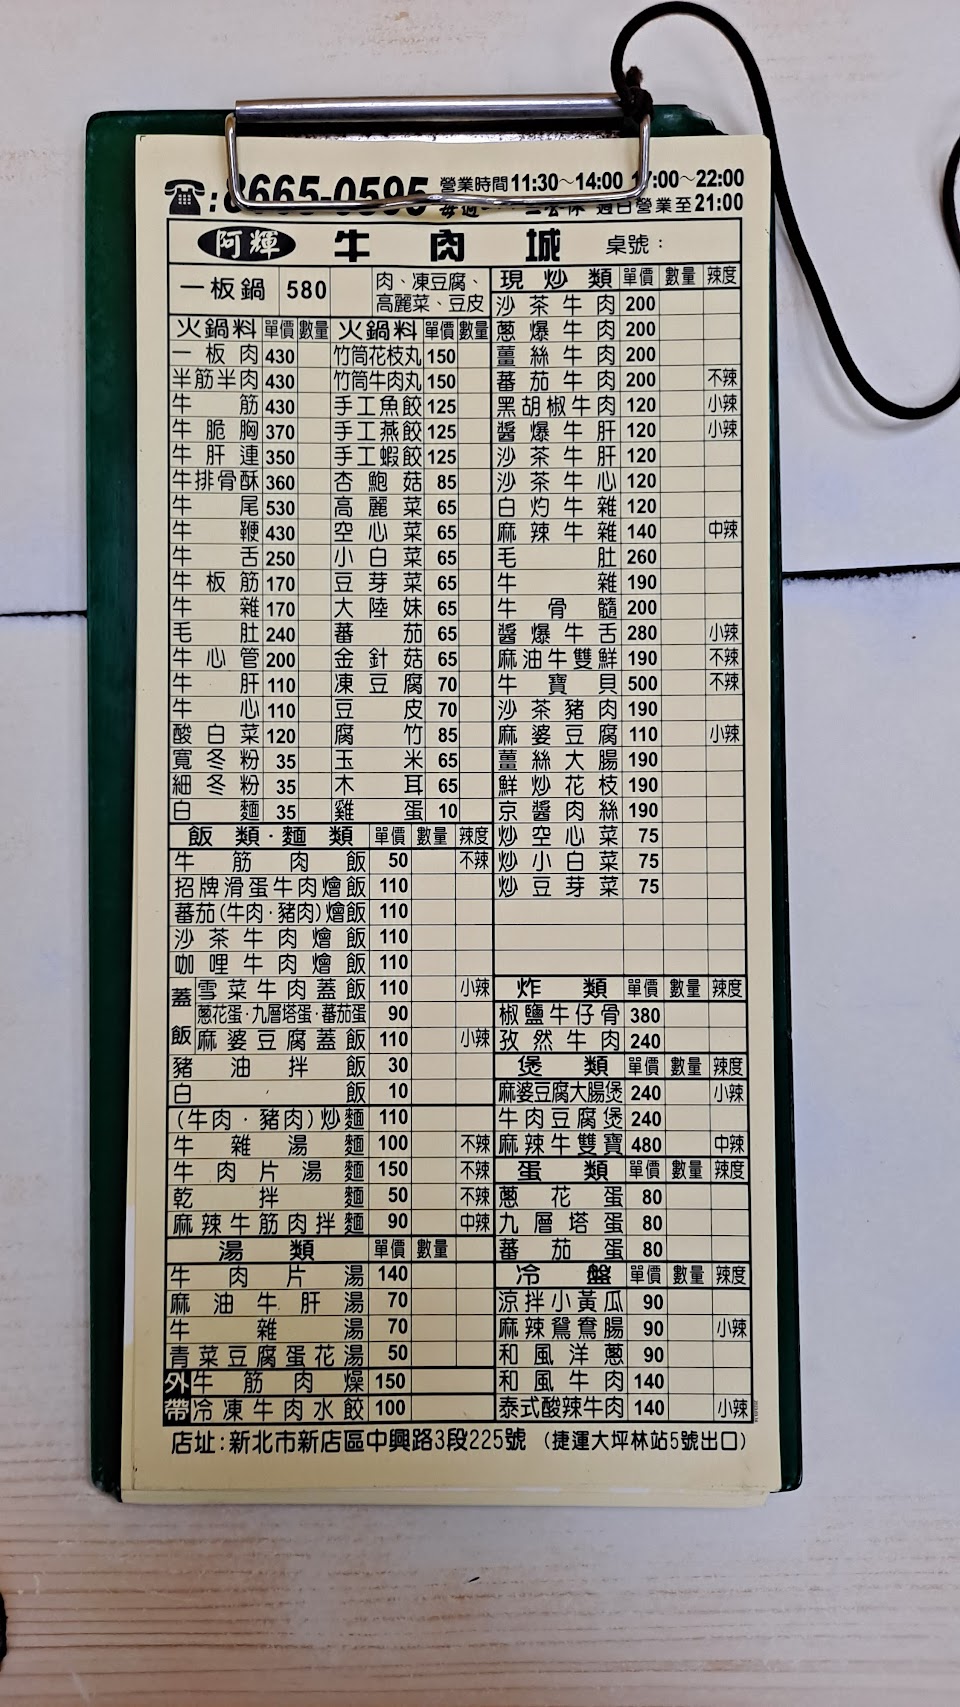 665-0595 營業時間11:30~14:00 :00~22:00
週日營業至21:00
阿輝 牛肉城 桌號:
一板鍋 580 肉、凍豆腐、高麗菜、豆皮
火鍋料 單價 數量
一板肉 430
半筋半肉 430
牛筋 430
牛脆胸 370
牛肝連 350
牛排骨酥 360
牛尾 530
牛鞭 430
牛舌 250
牛板筋 170
牛雜 170
毛肚 240
牛心管 200
牛肝 110
牛心 110
酸白菜 120
寬冬粉 35
細冬粉 35
白麵 35
火鍋料 單價 數量
竹筒花枝丸 150
竹筒牛肉丸 150
手工魚餃 125
手工燕餃 125
手工蝦餃 125
杏鮑菇 85
高麗菜 65
空心菜 65
小白菜 65
豆芽菜 65
大陸妹 65
蕃茄 65
金針菇 65
凍豆腐 70
豆皮 70
腐竹 85
玉米 65
木耳 65
雞蛋 10
飯類·麵類 單價 數量 辣度
牛筋肉飯 50 不辣
招牌滑蛋牛肉燴飯 110
蕃茄(牛肉·豬肉)燴飯 110
沙茶牛肉燴飯 110
咖哩牛肉燴飯 110
蓋飯
雪菜牛肉蓋飯 110 小辣
蔥花蛋·九層塔蛋·蕃茄蛋 90
麻婆豆腐蓋飯 110 小辣
豬油拌飯 30
白飯 10
(牛肉·豬肉)炒麵 110
牛雜湯麵 100 不辣
牛肉片湯麵 150 不辣
乾拌麵 50 不辣
麻辣牛筋肉拌麵 90 中辣
湯類 單價 數量
牛肉片湯 140
麻油牛肝湯 70
牛雜湯 70
青菜豆腐蛋花湯 50
外帶
牛筋肉燥 150
冷凍牛肉水餃 100
現炒類 單價 數量 辣度
沙茶牛肉 200
蔥爆牛肉 200
薑絲牛肉 200
蕃茄牛肉 200 不辣
黑胡椒牛肉 120 小辣
醬爆牛肝 120 小辣
沙茶牛肝 120
沙茶牛心 120
白灼牛雜 120
麻辣牛雜 140 中辣
毛肚 260
牛雜 190
牛骨髓 200
醬爆牛舌 280 小辣
麻油牛雙鮮 190 不辣
牛寶貝 500 不辣
沙茶豬肉 190
麻婆豆腐 110 小辣
薑絲大腸 190
鮮炒花枝 190
京醬肉絲 190
炒空心菜 75
炒小白菜 75
炒豆芽菜 75
炸類 單價 數量 辣度
椒鹽牛仔骨 380
孜然牛肉 240
煲類 單價 數量 辣度
麻婆豆腐大腸煲 240 小辣
牛肉豆腐煲 240
麻辣牛雙寶 480 中辣
蛋類 單價 數量 辣度
蔥花蛋 80
九層塔蛋 80
蕃茄蛋 80
冷盤 單價 數量 辣度
涼拌小黃瓜 90
麻辣鴛鴦腸 90 小辣
和風洋蔥 90
和風牛肉 140
泰式酸辣牛肉 140 小辣
店址:新北市新店區中興路3段225號 (捷運大坪林站5號出口)